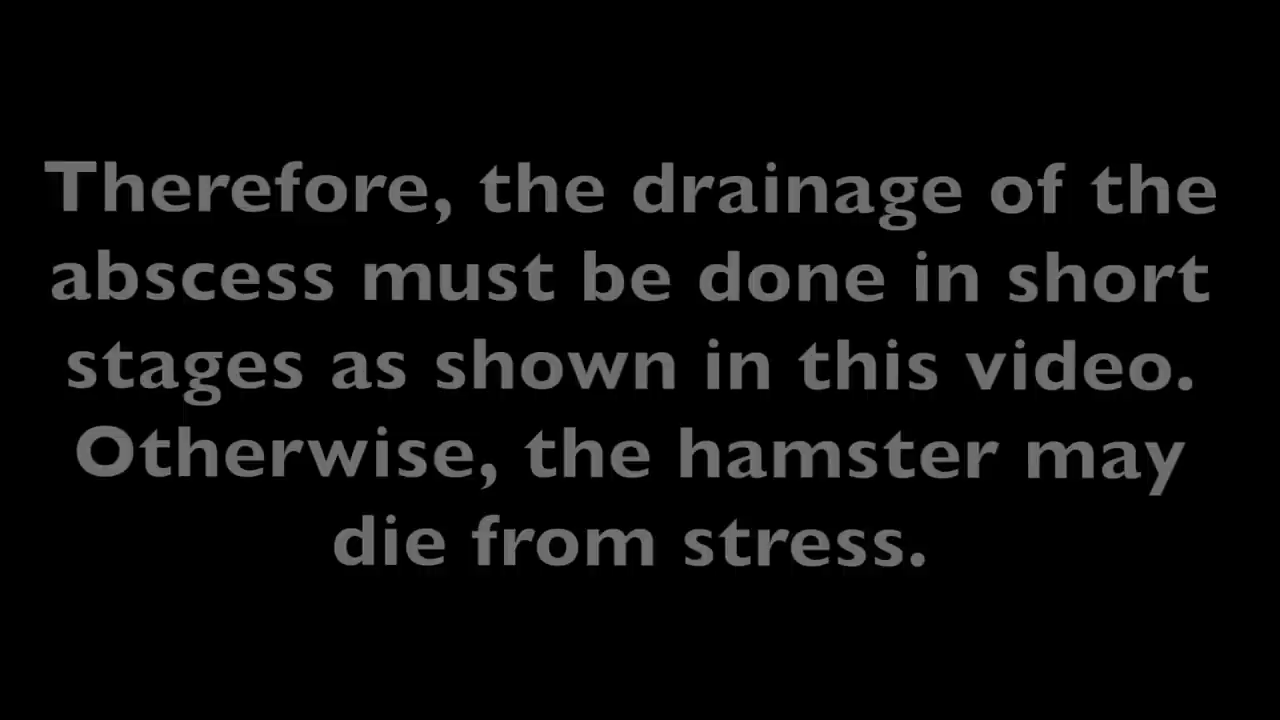 Therefore, the drainage of the
abscess must be done in short
stages as shown in this video.
Otherwise, the hamster may
die from stress.